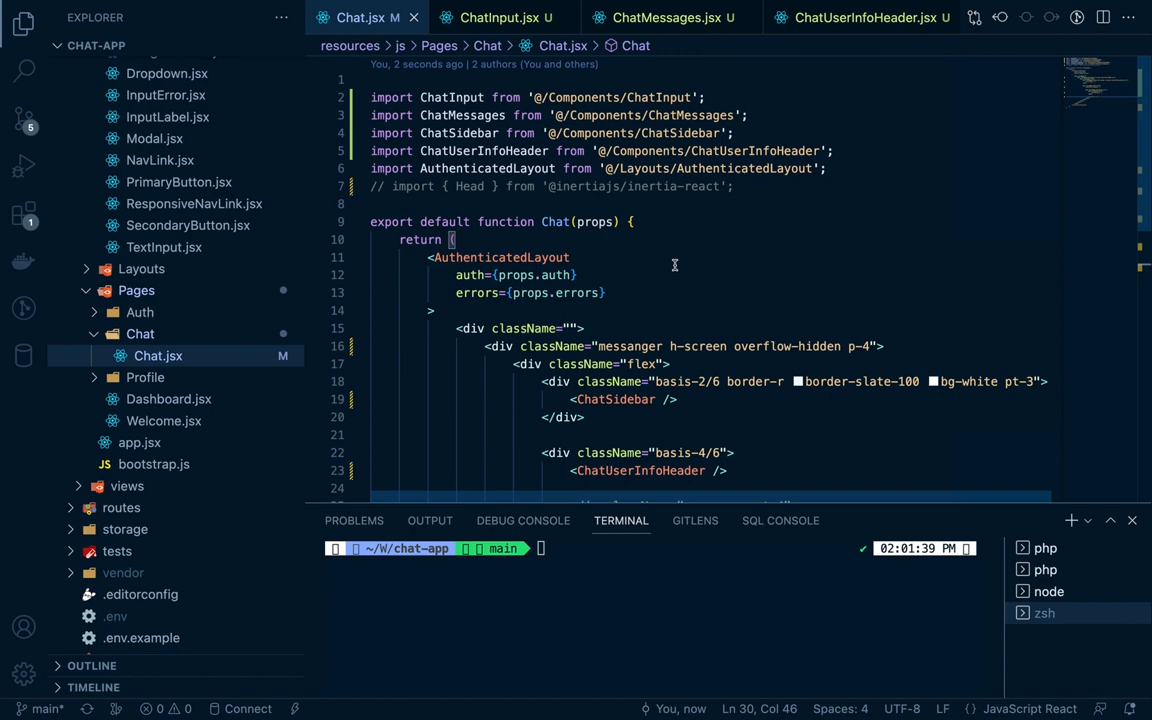 EXPLORER
Chat.jsx M
ChatInput.jsx U
ChatMessages.jsx U
ChatUserInfoHeader.jsx U
CHAT-APP
resources > js > Pages > Chat > Chat.jsx > Chat
You, 2 seconds ago | 2 authors (You and others)
Dropdown.jsx
InputError.jsx
InputLabel.jsx
Modal.jsx
NavLink.jsx
PrimaryButton.jsx
ResponsiveNavLink.jsx
SecondaryButton.jsx
TextInput.jsx
Layouts
Pages
Auth
Chat
Chat.jsx M
Profile
Dashboard.jsx
Welcome.jsx
app.jsx
JS bootstrap.js
views
routes
storage
tests
vendor
.editorconfig
.env
.env.example
OUTLINE
TIMELINE
5
1
1
2 import ChatInput from '@/Components/ChatInput';
3 import ChatMessages from '@/Components/ChatMessages';
4 import ChatSidebar from '@/Components/ChatSidebar';
5 import ChatUserInfoHeader from '@/Components/ChatUserInfoHeader';
6 import AuthenticatedLayout from '@/Layouts/AuthenticatedLayout';
7 // import { Head } from '@inertiajs/inertia-react';
8
9 export default function Chat(props) {
10 return (
11 <AuthenticatedLayout
12 auth={props.auth}
13 errors={props.errors}
14 >
15 <div className="">
16 <div className="messanger h-screen overflow-hidden p-4">
17 <div className="flex">
18 <div className="basis-2/6 border-r border-slate-100 bg-white pt-3">
19 <ChatSidebar />
20 </div>
21
22 <div className="basis-4/6">
23 <ChatUserInfoHeader />
24
PROBLEMS OUTPUT DEBUG CONSOLE TERMINAL GITLENS SQL CONSOLE
~/W/chat-app main
✔ 02:01:39 PM
php
php
node
zsh
main* 0 0 Connect
You, now Ln 30, Col 46 Spaces: 4 UTF-8 LF {} JavaScript React